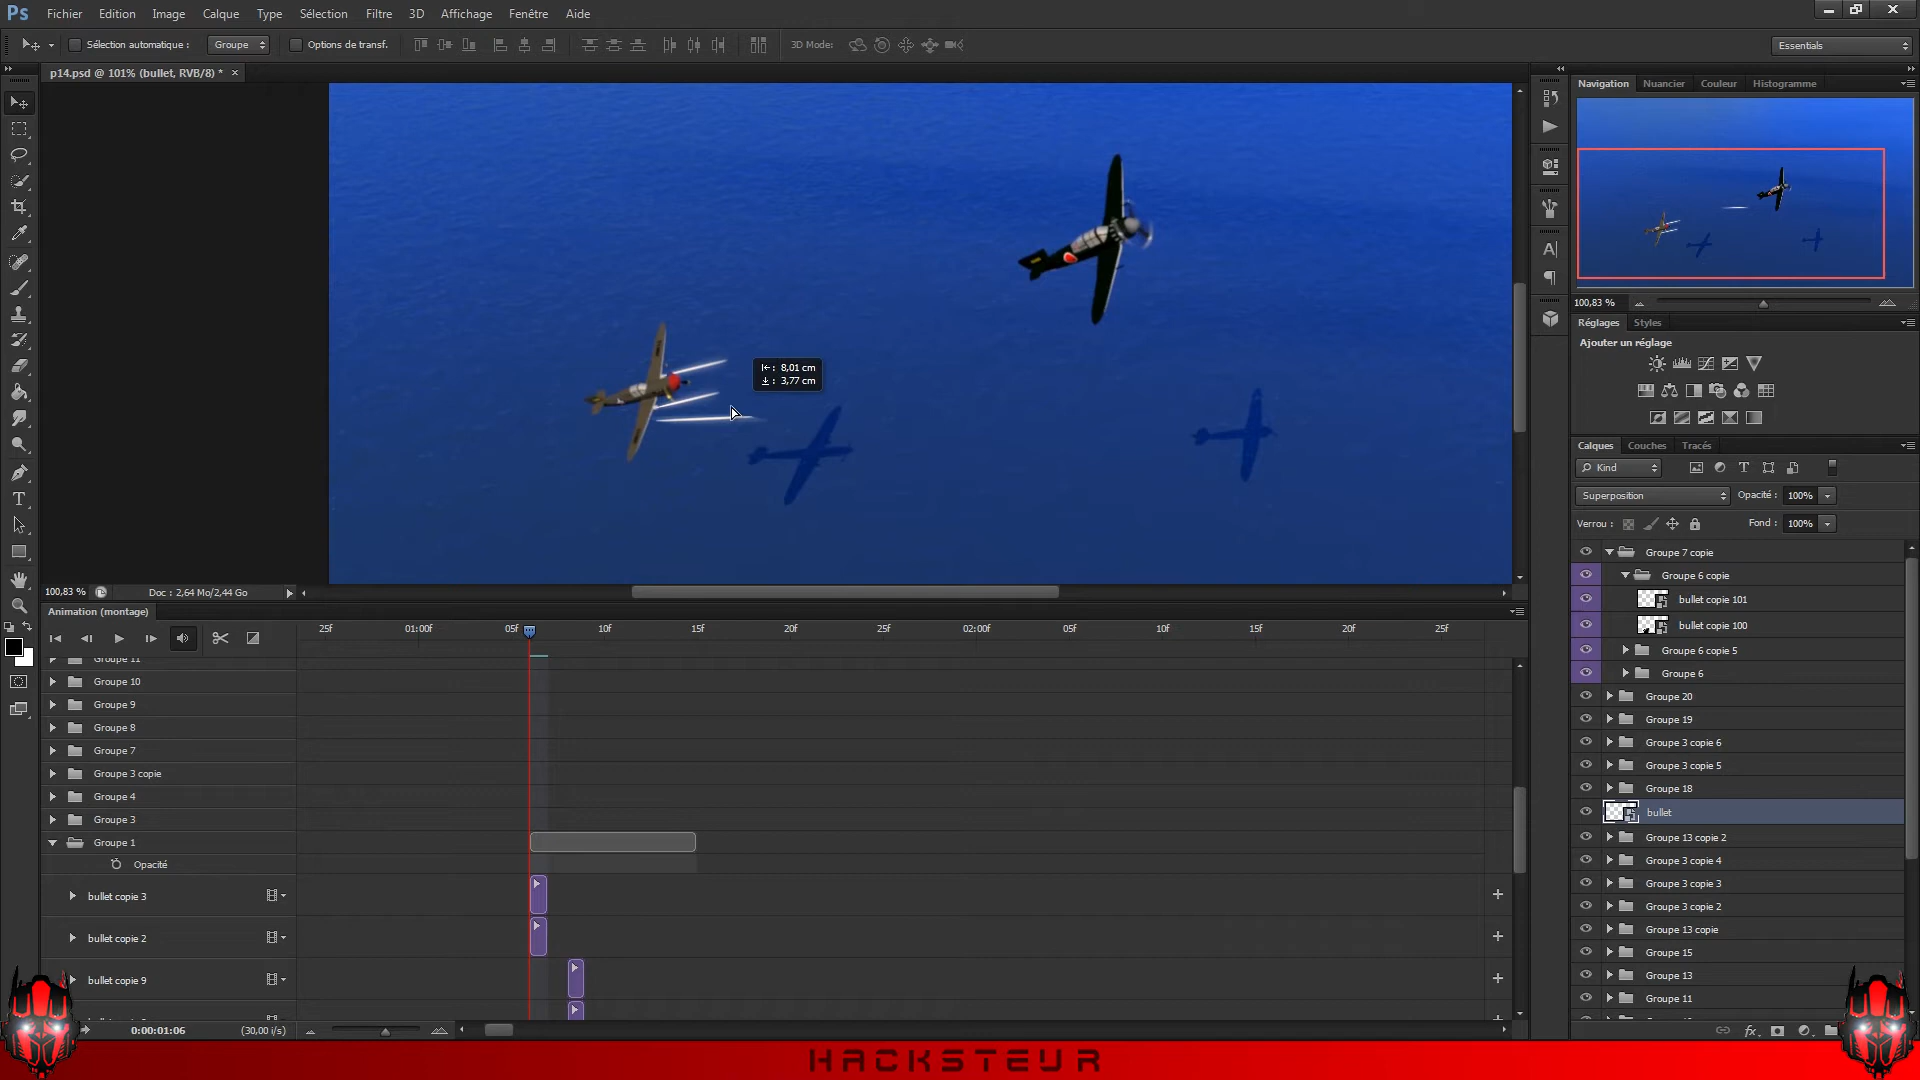 Ps Fichier Edition Image Calque Type Sélection Filtre 3D Affichage Fenêtre Aide
Sélection automatique : Groupe Options de transf. 3D Mode: Essentials
p14.psd @ 101% (bullet, RVB/8) * ×
Navigation Nuancier Couleur Histogramme
100,83 %
Réglages Styles
Ajouter un réglage
8,01 cm
3,77 cm
Calques Couches Tracés
Kind
Superposition Opacité : 100%
Verrou : Fond : 100%
Groupe 7 copie
Groupe 6 copie
bullet copie 101
bullet copie 100
Groupe 6 copie 5
Groupe 6
Groupe 20
Groupe 19
Groupe 3 copie 6
Groupe 3 copie 5
Groupe 18
bullet
Groupe 13 copie 2
Groupe 3 copie 4
Groupe 3 copie 3
Groupe 3 copie 2
Groupe 13 copie
Groupe 15
Groupe 13
Groupe 11
100,83 % Doc : 2,64 Mo/2,44 Go
Animation (montage)
25f 01:00f 05f 10f 15f 20f 25f 02:00f 05f 10f 15f 20f 25f
Groupe 11
Groupe 10
Groupe 9
Groupe 8
Groupe 7
Groupe 3 copie
Groupe 4
Groupe 3
Groupe 1
Opacité
bullet copie 3
bullet copie 2
bullet copie 9
0:00:01:06 (30,00 i/s)
HACKSTEUR